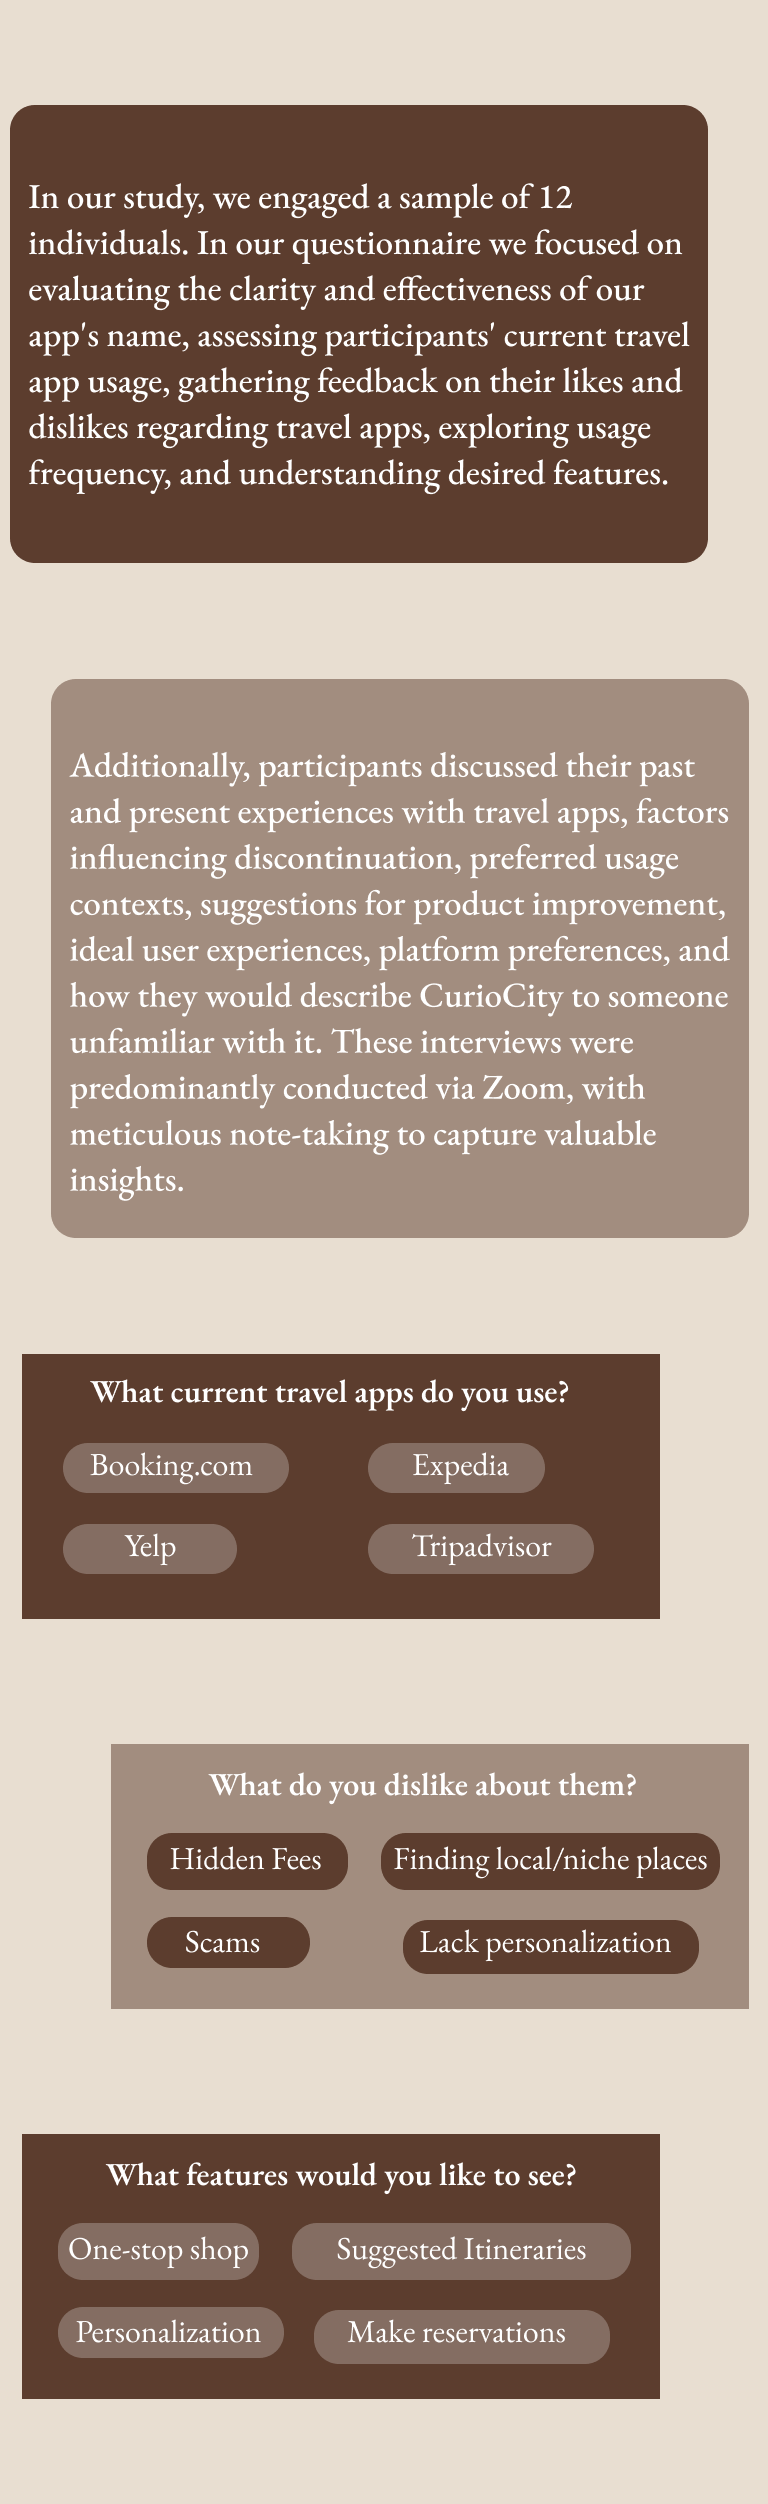 In our study, we engaged a sample of 12
individuals. In our questionnaire we focused on
evaluating the clarity and effectiveness of our
app's name, assessing participants' current travel
app usage, gathering feedback on their likes and
dislikes regarding travel apps, exploring usage
frequency, and understanding desired features.
Additionally, participants discussed their past
and present experiences with travel apps, factors
influencing discontinuation, preferred usage
contexts, suggestions for product improvement,
ideal user experiences, platform preferences, and
how they would describe CurioCity to someone
unfamiliar with it. These interviews were
predominantly conducted via Zoom, with
meticulous note-taking to capture valuable
insights.
What current travel apps do you use?
Booking.com Expedia
Yelp Tripadvisor
What do you dislike about them?
Hidden Fees Finding local/niche places
Scams Lack personalization
What features would you like to see?
One-stop shop Suggested Itineraries
Personalization Make reservations